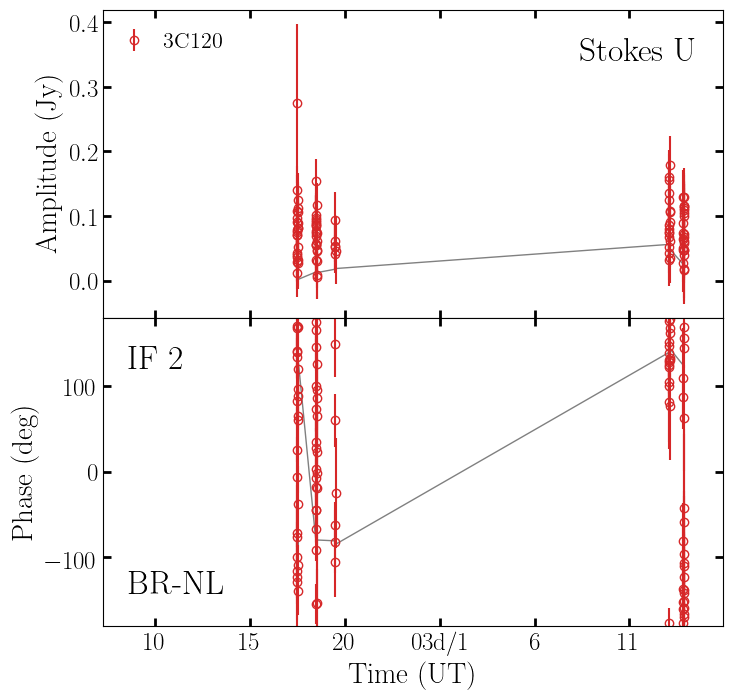 0.4
3C120
Stokes U
0.3
0.2
0.1
0.0
Amplitude (Jy)
IF 2
100
0
−100
Phase (deg)
BR-NL
10 15 20 03d/1 6 11
Time (UT)